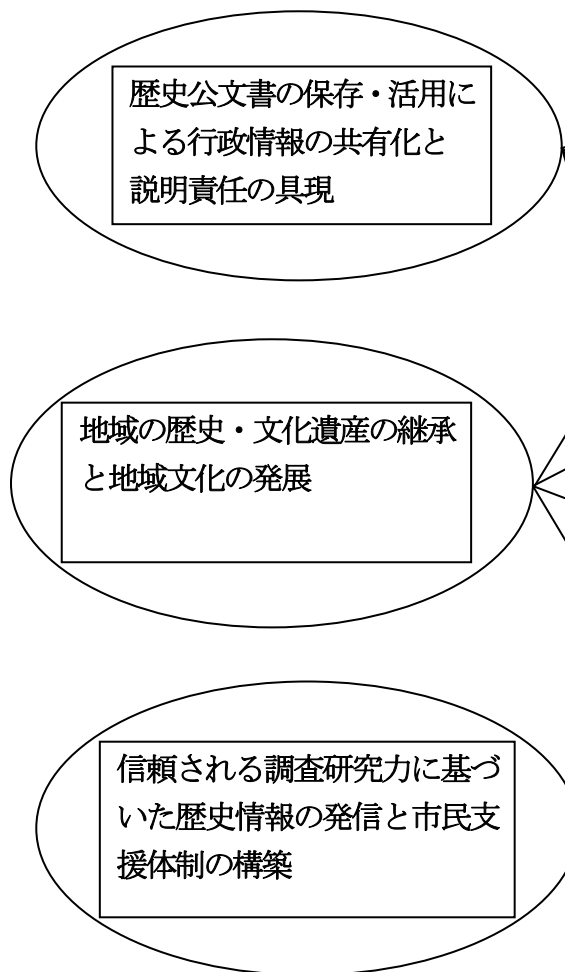 歴史公文書の保存・活用に
よる行政情報の共有化と
説明責任の具現
地域の歴史・文化遺産の継承
と地域文化の発展
信頼される調査研究力に基づ
いた歴史情報の発信と市民支
援体制の構築